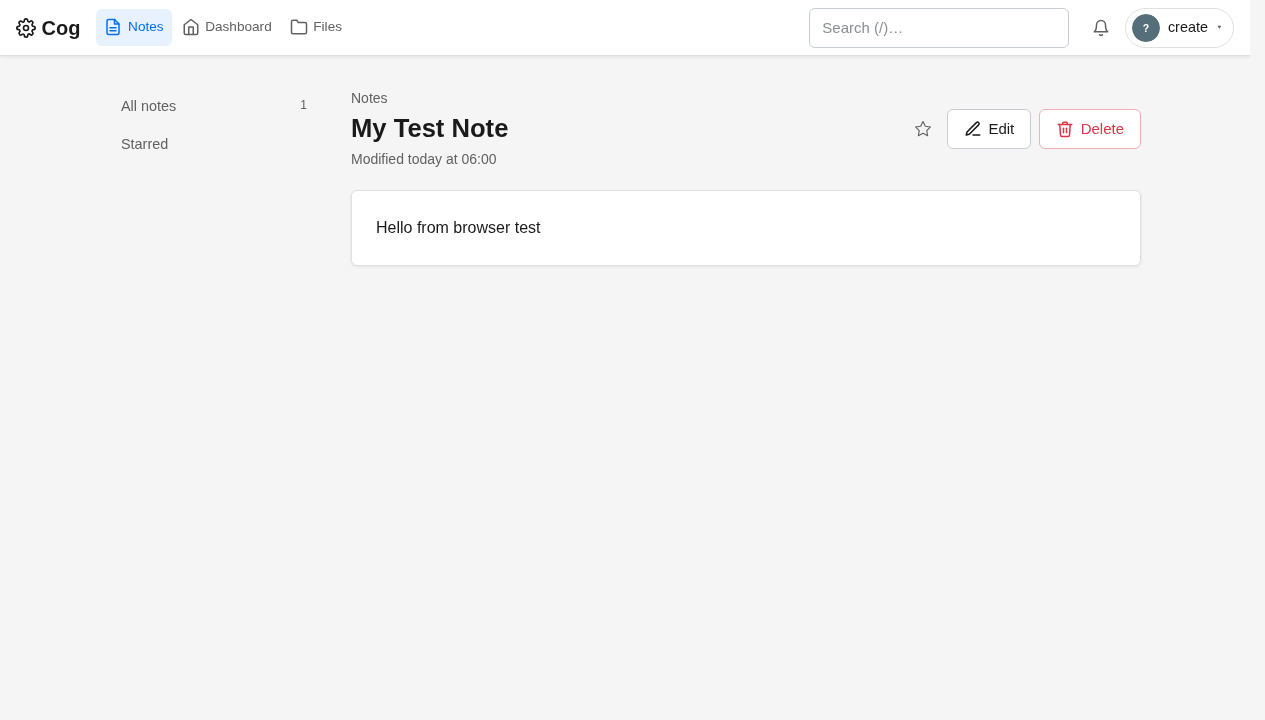 Cog
Notes
Dashboard
Files
Search (/)…
?
create
All notes 1
Starred
Notes
My Test Note
Modified today at 06:00
Edit
Delete
Hello from browser test